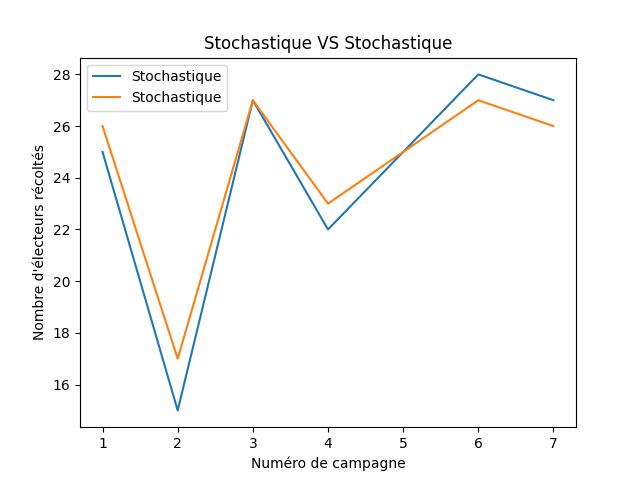 Stochastique VS Stochastique
Stochastique
Stochastique
Nombre d'électeurs récoltés
28
26
24
22
20
18
16
1 2 3 4 5 6 7
Numéro de campagne